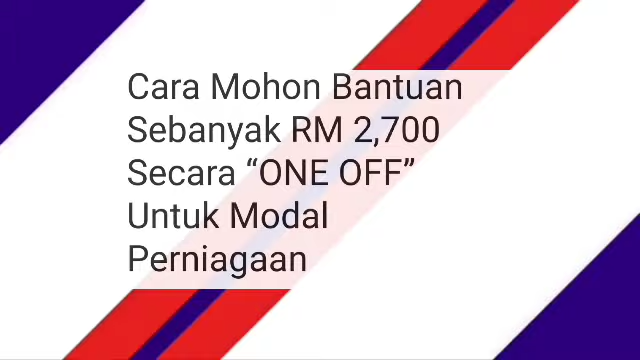 Cara Mohon Bantuan
Sebanyak RM 2,700
Secara “ONE OFF”
Untuk Modal
Perniagaan